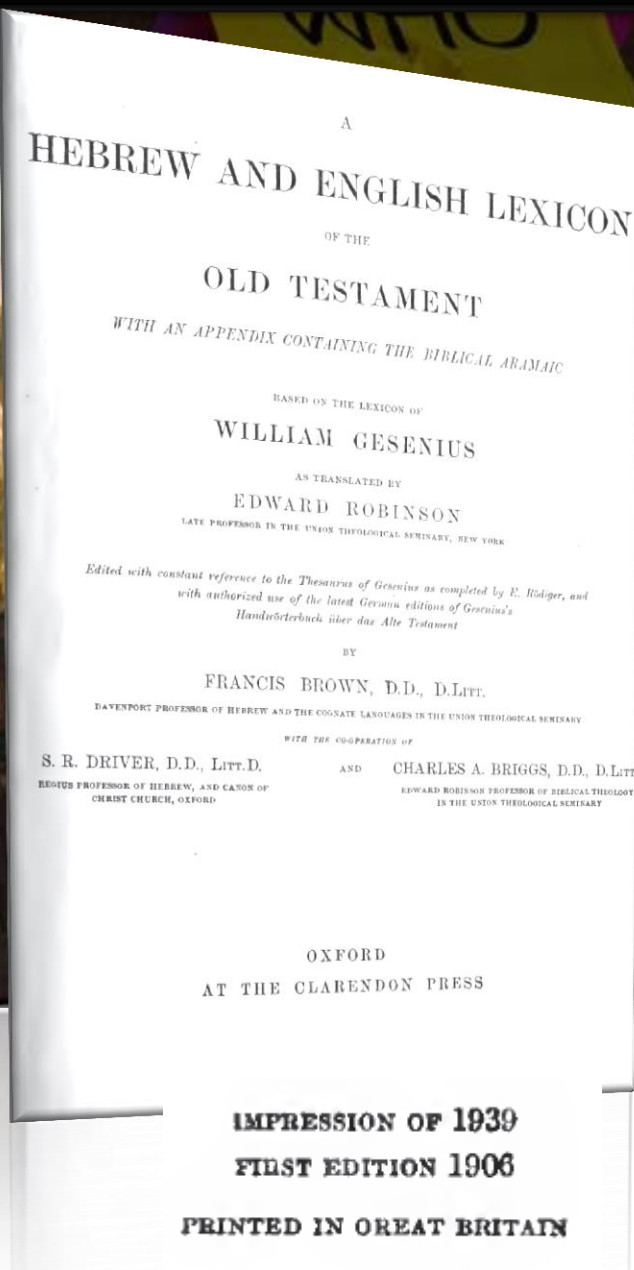 WHO
A
HEBREW AND ENGLISH LEXICON
OF THE
OLD TESTAMENT
WITH AN APPENDIX CONTAINING THE BIBLICAL ARAMAIC
BASED ON THE LEXICON OF
WILLIAM GESENIUS
AS TRANSLATED BY
EDWARD ROBINSON
LATE PROFESSOR IN THE UNION THEOLOGICAL SEMINARY, NEW YORK
Edited with constant reference to the Thesaurus of Gesenius as completed by E. Rödiger, and
with authorized use of the latest German editions of Gesenius's
Handwörterbuch über das Alte Testament
BY
FRANCIS BROWN, D.D., D.LITT.
DAVENPORT PROFESSOR OF HEBREW AND THE COGNATE LANGUAGES IN THE UNION THEOLOGICAL SEMINARY
WITH THE CO-OPERATION OF
S. R. DRIVER, D.D., LITT.D. AND CHARLES A. BRIGGS, D.D., D.LITT
REGIUS PROFESSOR OF HEBREW, AND CANON OF EDWARD ROBINSON PROFESSOR OF BIBLICAL THEOLOGY
CHRIST CHURCH, OXFORD IN THE UNION THEOLOGICAL SEMINARY
OXFORD
AT THE CLARENDON PRESS
IMPRESSION OF 1939
FIRST EDITION 1906
PRINTED IN GREAT BRITAIN